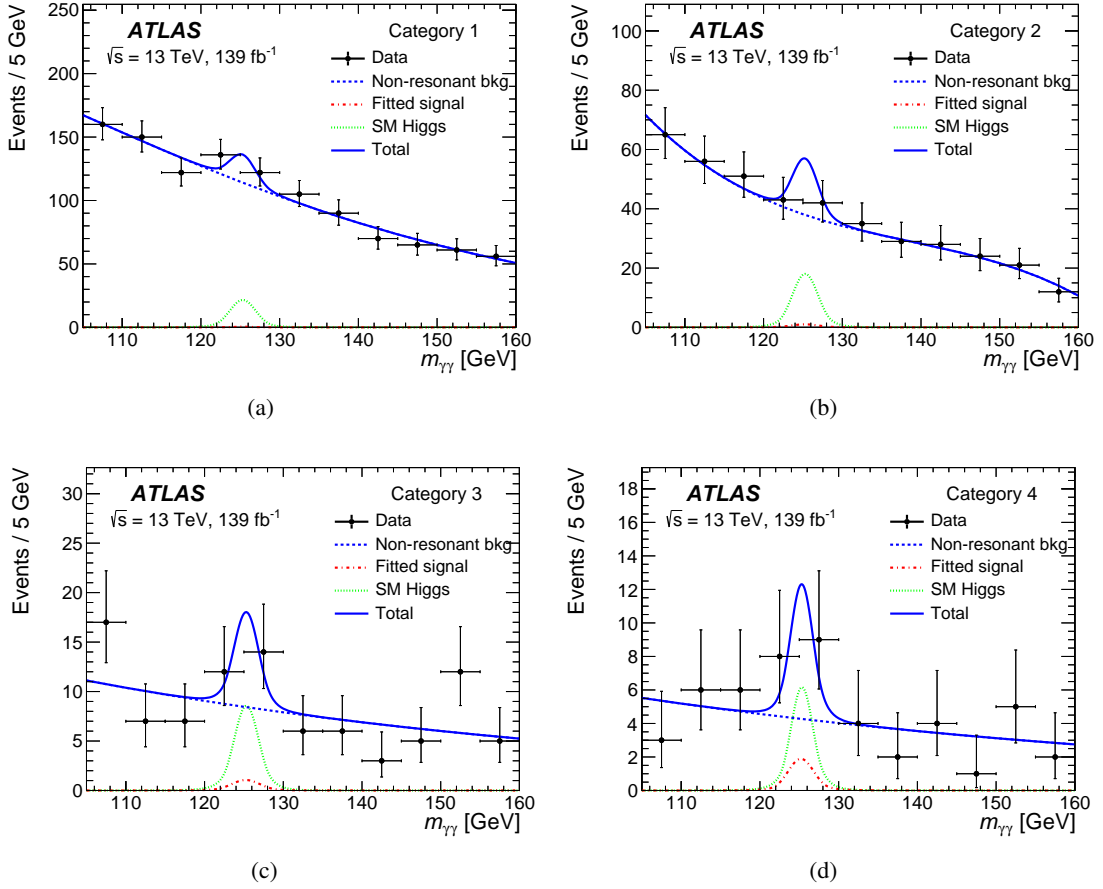 Events / 5 GeV
250
200
150
100
50
0
ATLAS
√s = 13 TeV, 139 fb⁻¹
Category 1
Data
Non-resonant bkg
Fitted signal
SM Higgs
Total
110 120 130 140 150 160
mγγ [GeV]
(a)
Events / 5 GeV
100
80
60
40
20
0
ATLAS
√s = 13 TeV, 139 fb⁻¹
Category 2
Data
Non-resonant bkg
Fitted signal
SM Higgs
Total
110 120 130 140 150 160
mγγ [GeV]
(b)
Events / 5 GeV
30
25
20
15
10
5
0
ATLAS
√s = 13 TeV, 139 fb⁻¹
Category 3
Data
Non-resonant bkg
Fitted signal
SM Higgs
Total
110 120 130 140 150 160
mγγ [GeV]
(c)
Events / 5 GeV
18
16
14
12
10
8
6
4
2
0
ATLAS
√s = 13 TeV, 139 fb⁻¹
Category 4
Data
Non-resonant bkg
Fitted signal
SM Higgs
Total
110 120 130 140 150 160
mγγ [GeV]
(d)